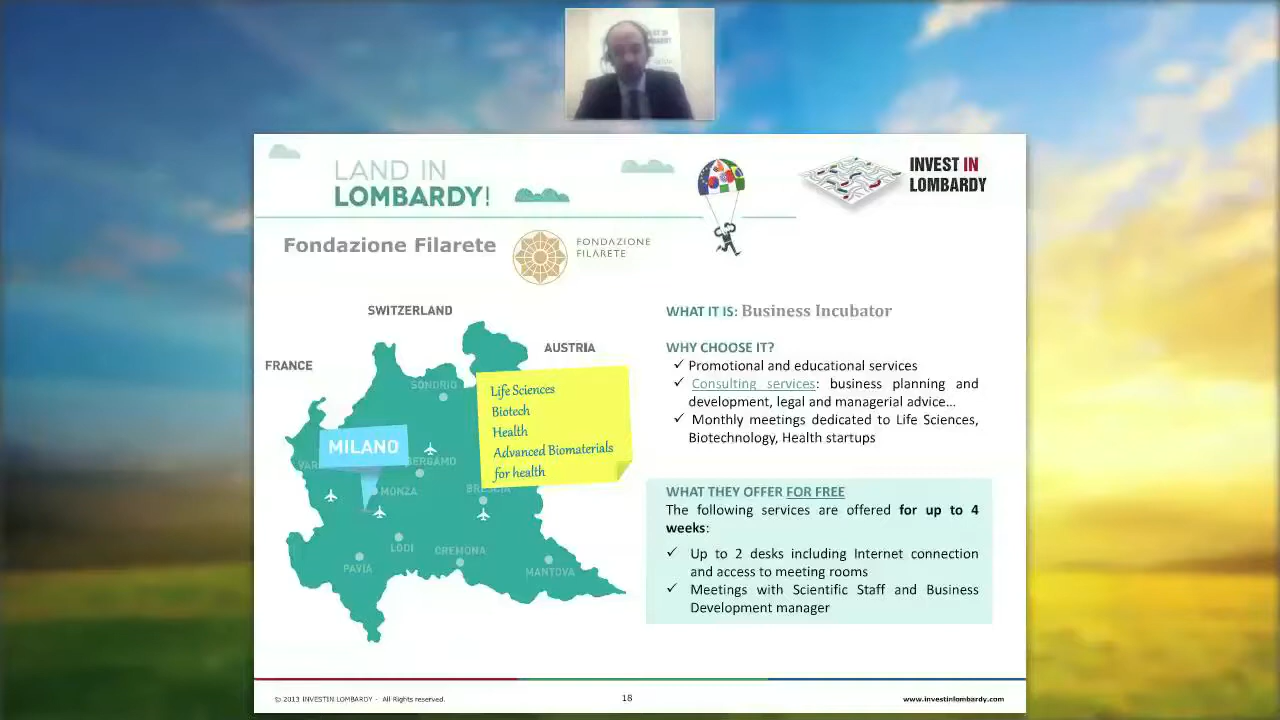 LAND IN
LOMBARDY!
INVEST IN
LOMBARDY
Fondazione Filarete
FONDAZIONE
FILARETE
SWITZERLAND
AUSTRIA
FRANCE
SONDRIO
MILANO
BERGAMO
MONZA
BRESCIA
LODI
CREMONA
PAVIA
MANTOVA
Life Sciences
Biotech
Health
Advanced Biomaterials
for health
WHAT IT IS: Business Incubator
WHY CHOOSE IT?
✓ Promotional and educational services
✓ Consulting services: business planning and
development, legal and managerial advice…
✓ Monthly meetings dedicated to Life Sciences,
Biotechnology, Health startups
WHAT THEY OFFER FOR FREE
The following services are offered for up to 4
weeks:
✓ Up to 2 desks including Internet connection
and access to meeting rooms
✓ Meetings with Scientific Staff and Business
Development manager
© 2013 INVESTIN LOMBARDY - All Rights reserved.
18
www.investinlombardy.com